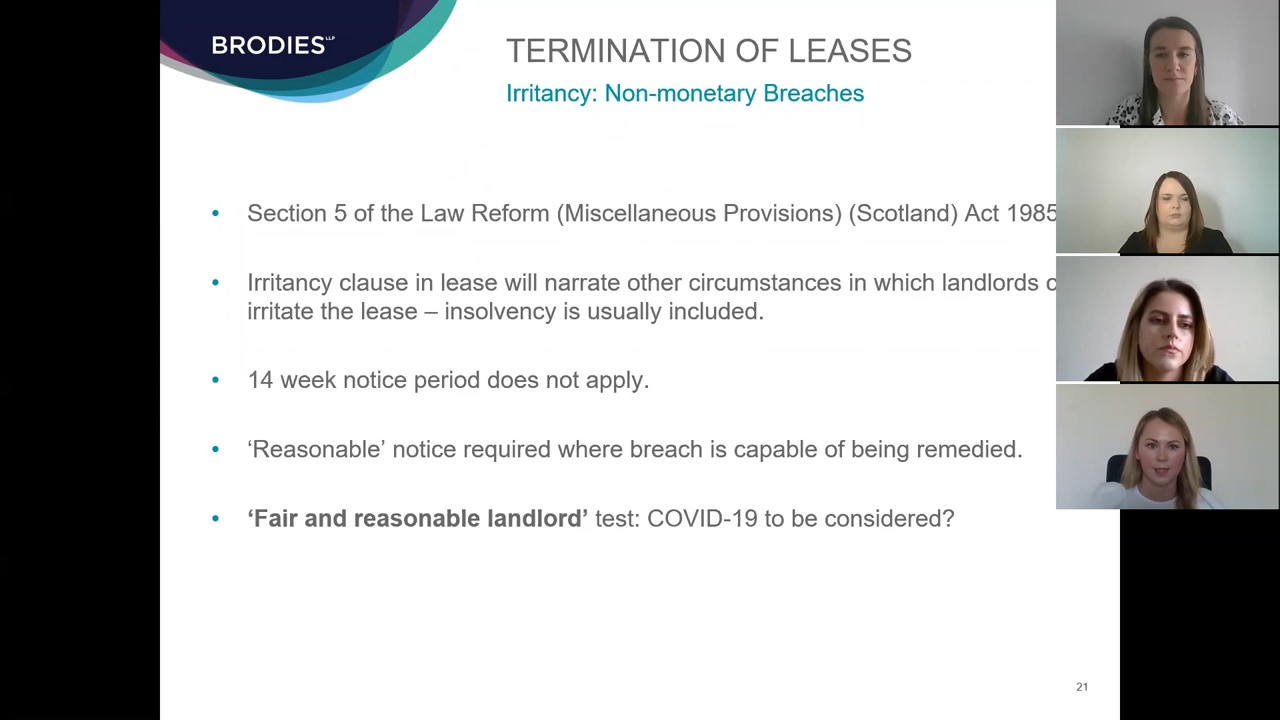 BRODIES LLP
TERMINATION OF LEASES
Irritancy: Non-monetary Breaches
• Section 5 of the Law Reform (Miscellaneous Provisions) (Scotland) Act 1985
• Irritancy clause in lease will narrate other circumstances in which landlords
irritate the lease – insolvency is usually included.
• 14 week notice period does not apply.
• ‘Reasonable’ notice required where breach is capable of being remedied.
• ‘Fair and reasonable landlord’ test: COVID-19 to be considered?
21